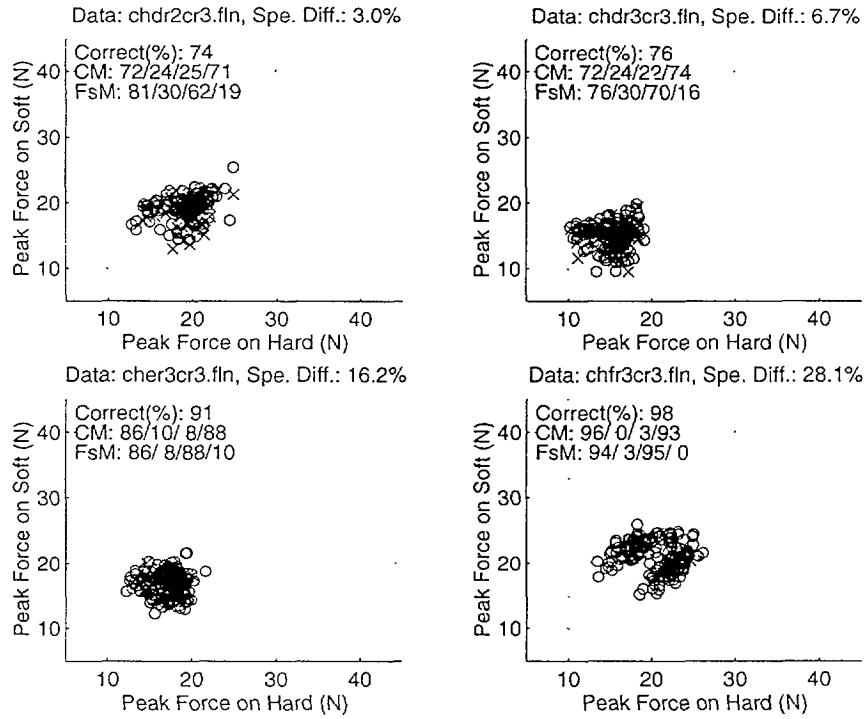 Data: chdr2cr3.fln, Spe. Diff.: 3.0%
Correct(%): 74
CM: 72/24/25/71
FsM: 81/30/62/19
Peak Force on Soft (N)
40
30
20
10
10 20 30 40
Peak Force on Hard (N)
Data: chdr3cr3.fln, Spe. Diff.: 6.7%
Correct(%): 76
CM: 72/24/22/74
FsM: 76/30/70/16
Peak Force on Soft (N)
40
30
20
10
10 20 30 40
Peak Force on Hard (N)
Data: cher3cr3.fln, Spe. Diff.: 16.2%
Correct(%): 91
CM: 86/10/ 8/88
FsM: 86/ 8/88/10
Peak Force on Soft (N)
40
30
20
10
10 20 30 40
Peak Force on Hard (N)
Data: chfr3cr3.fln, Spe. Diff.: 28.1%
Correct(%): 98
CM: 96/ 0/ 3/93
FsM: 94/ 3/95/ 0
Peak Force on Soft (N)
40
30
20
10
10 20 30 40
Peak Force on Hard (N)